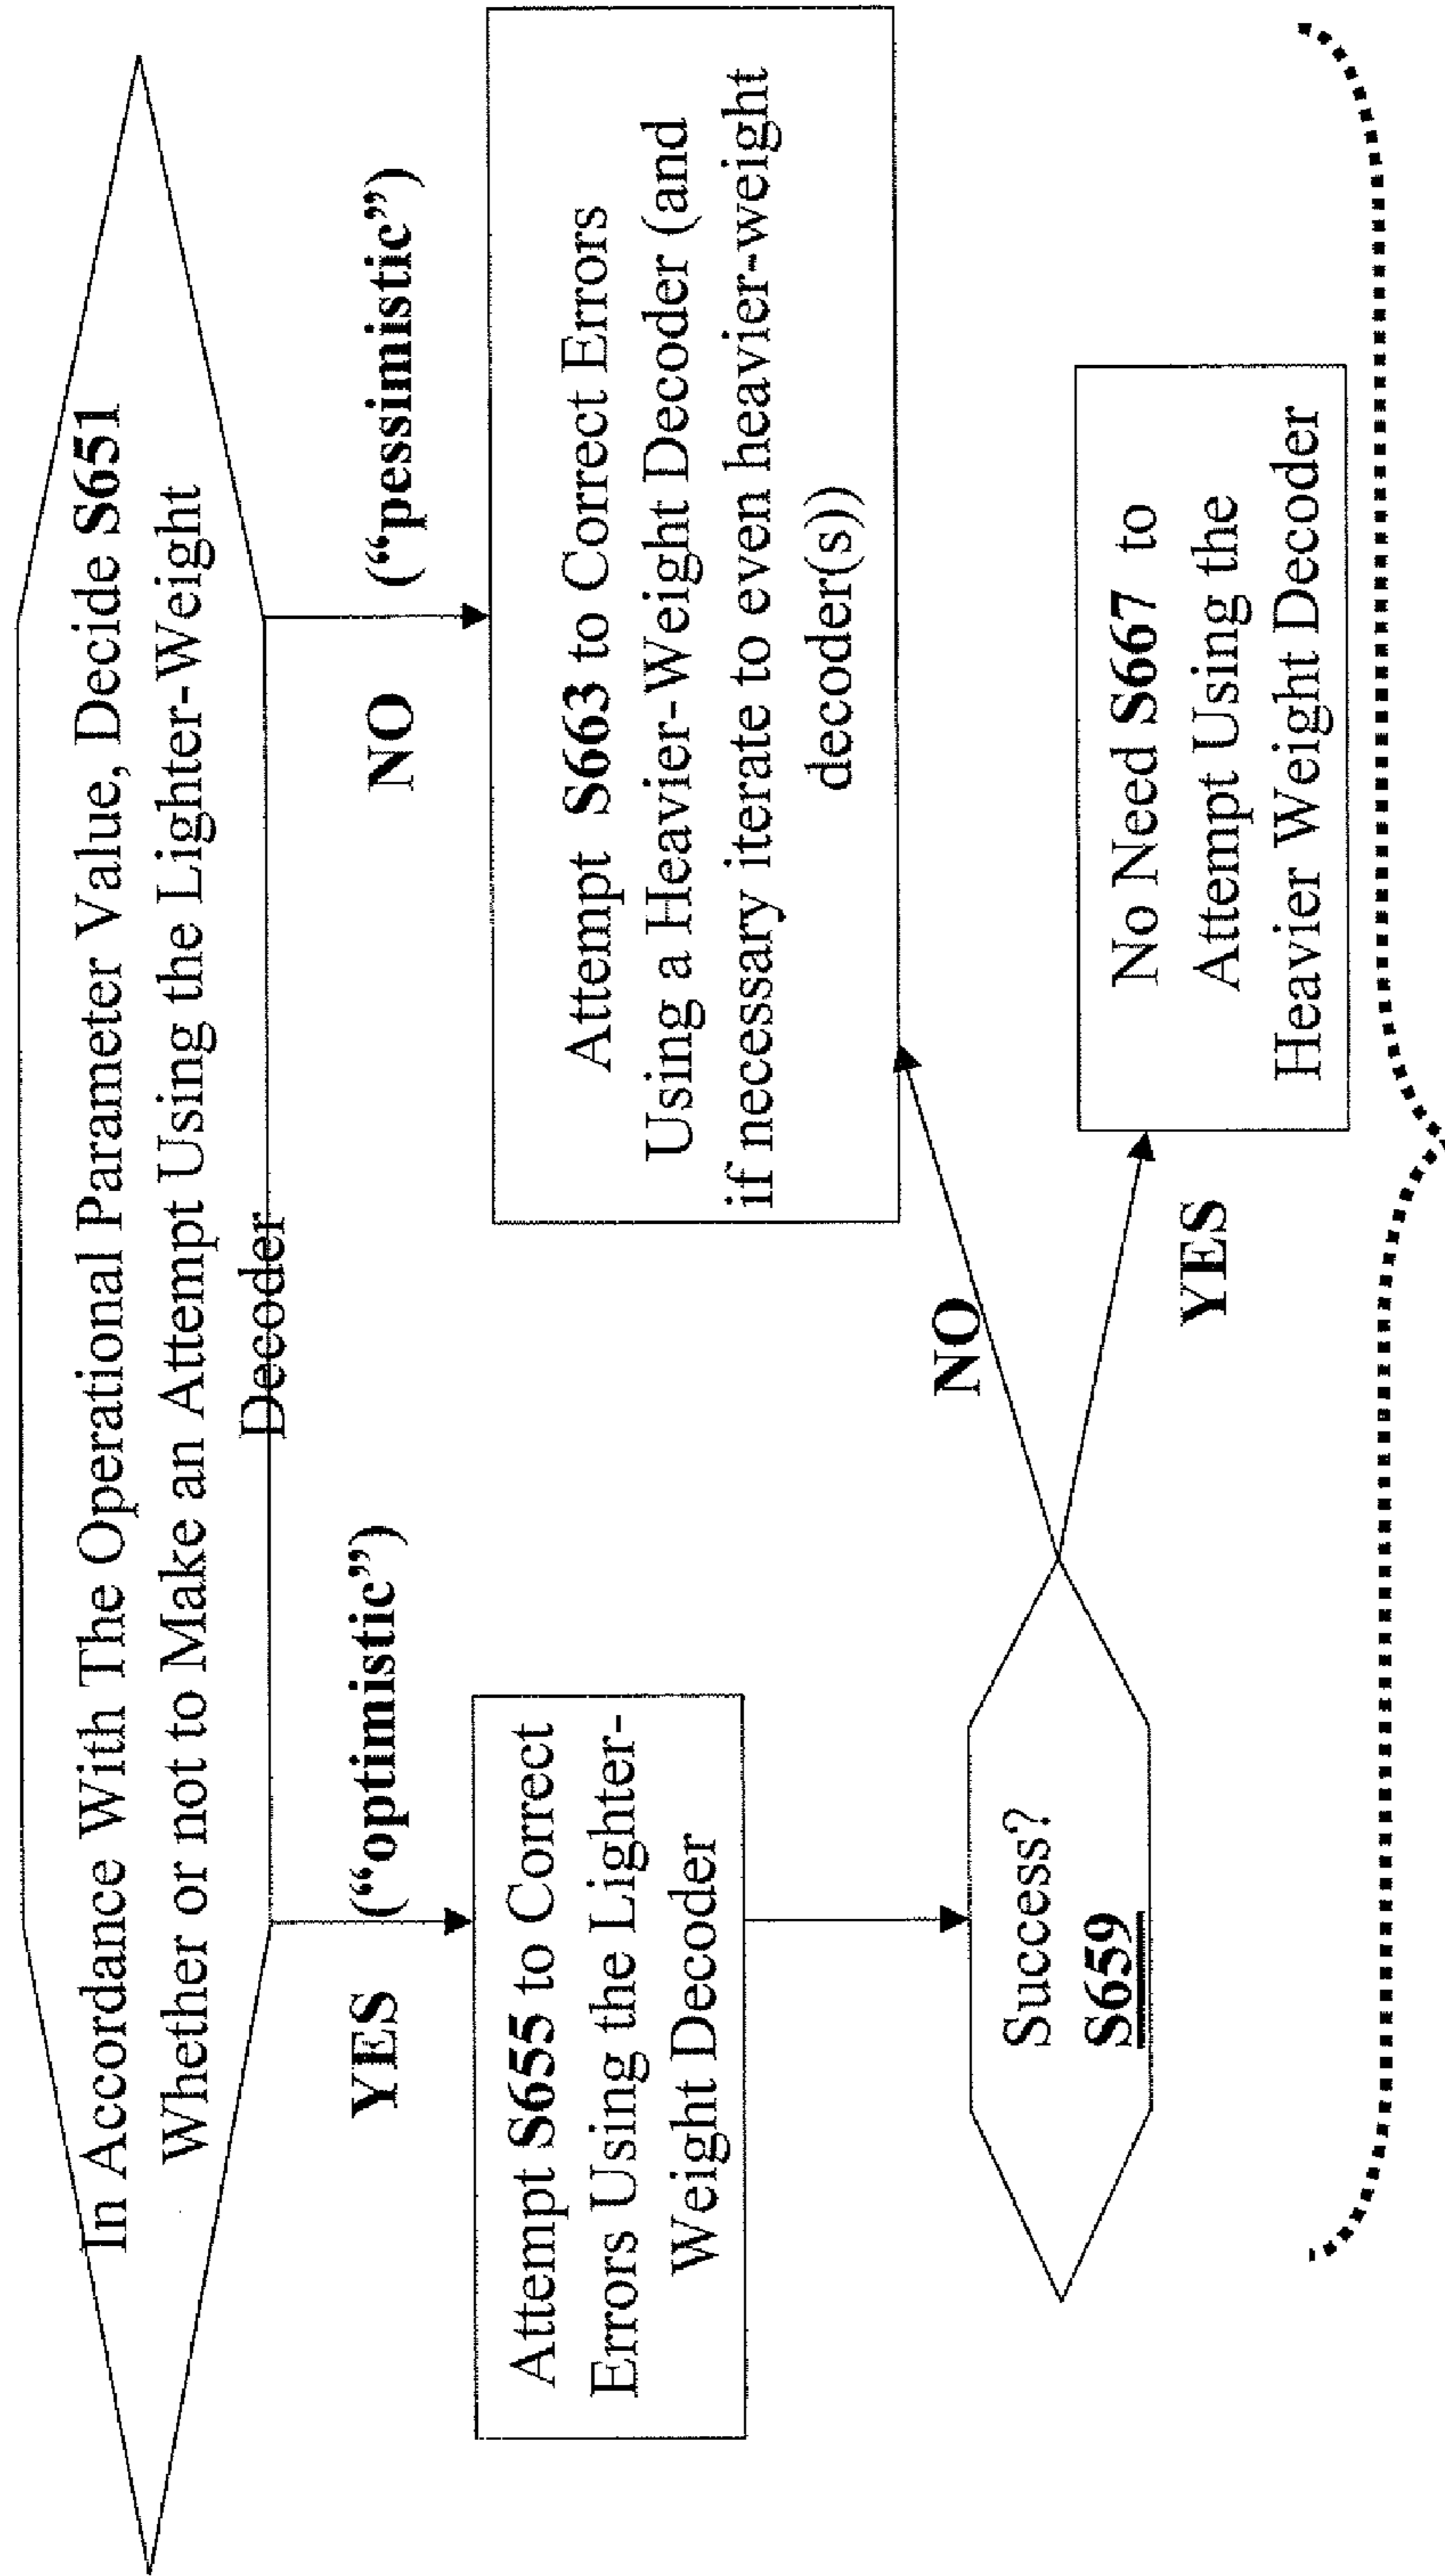 In Accordance With The Operational Parameter Value, Decide S651
Whether or not to Make an Attempt Using the Lighter-Weight
Decoder
YES ("optimistic")
NO ("pessimistic")
Attempt S655 to Correct
Errors Using the Lighter-
Weight Decoder
Attempt S663 to Correct Errors
Using a Heavier-Weight Decoder (and
if necessary iterate to even heavier-weight
decoder(s))
Success?
S659
NO
YES
No Need S667 to
Attempt Using the
Heavier Weight Decoder